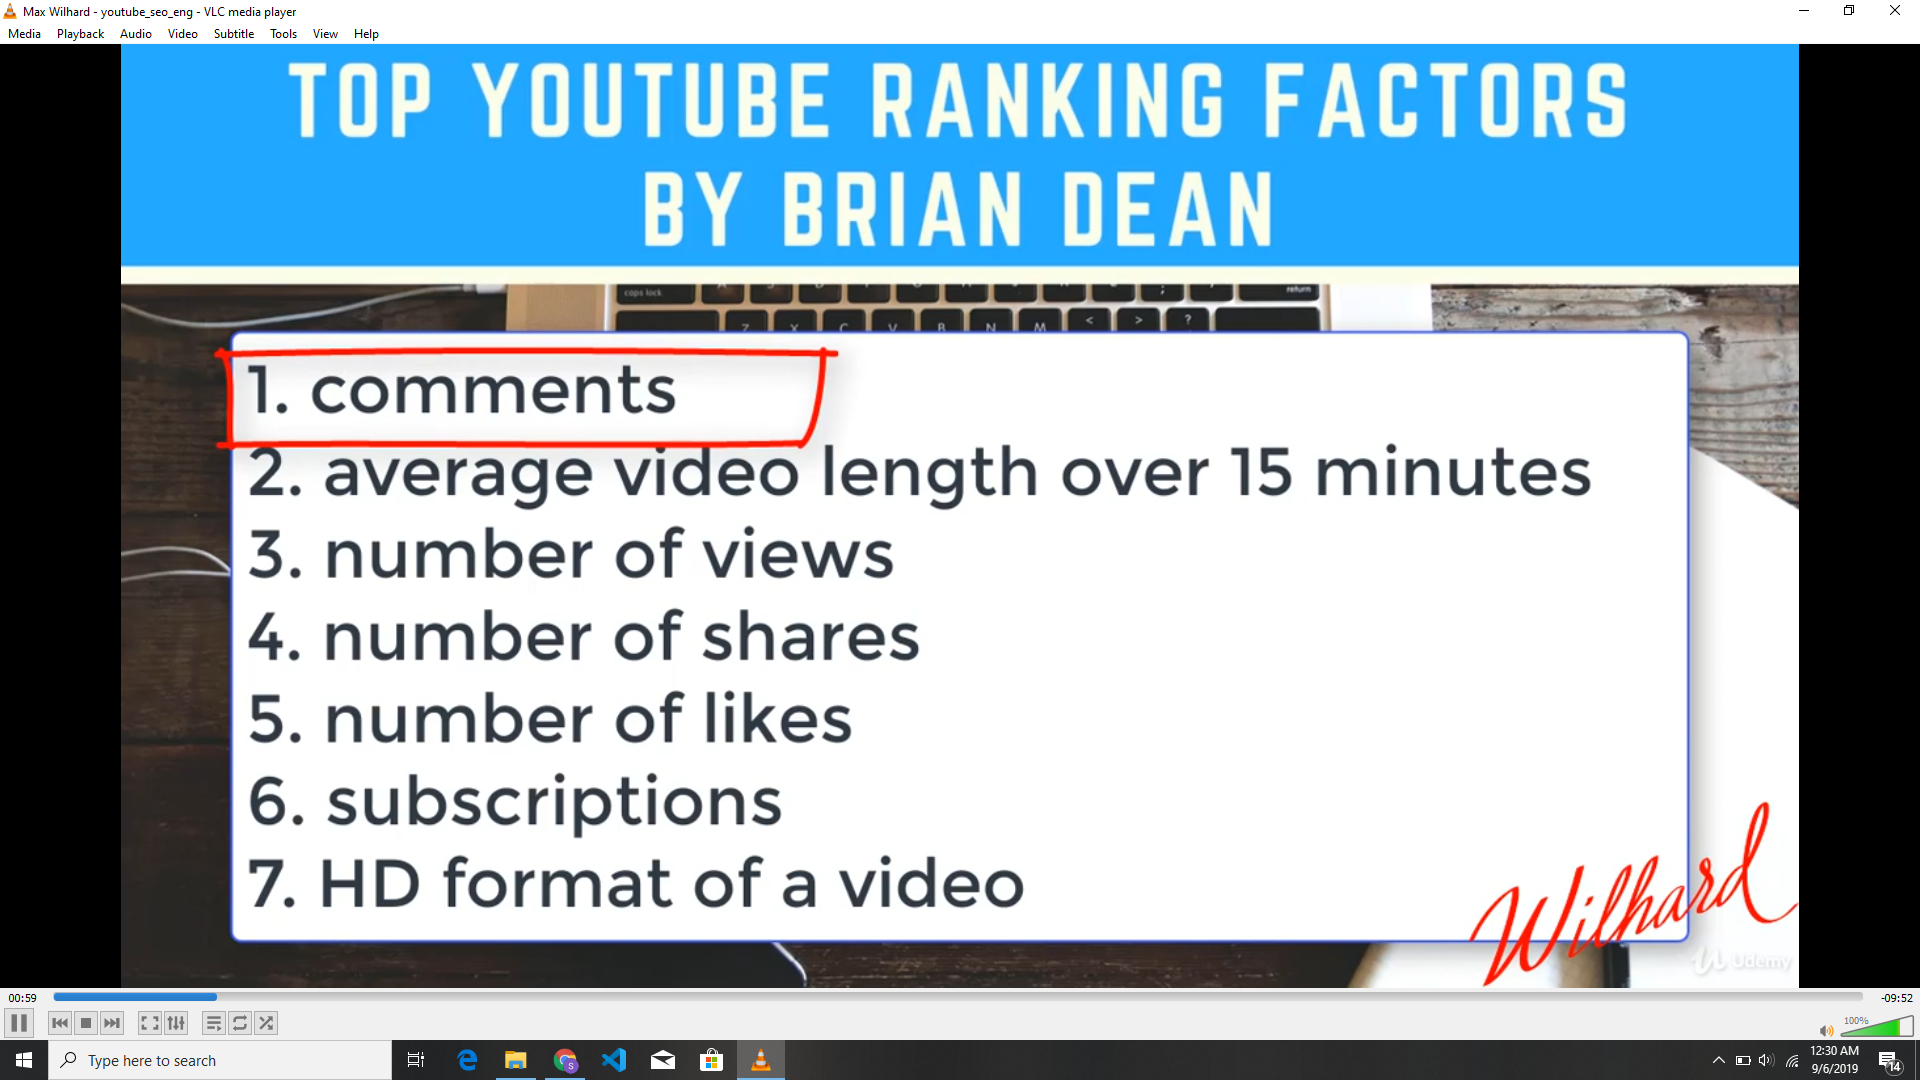 Max Wilhard - youtube_seo_eng - VLC media player
Media Playback Audio Video Subtitle Tools View Help
TOP YOUTUBE RANKING FACTORS
BY BRIAN DEAN
caps lock A S D F G H J K L ; ' return
Z X C V B N M < > ?
1. comments
2. average video length over 15 minutes
3. number of views
4. number of shares
5. number of likes
6. subscriptions
7. HD format of a video
Wilhard
Udemy
00:59
-09:52
100%
Type here to search
12:30 AM
9/6/2019
14